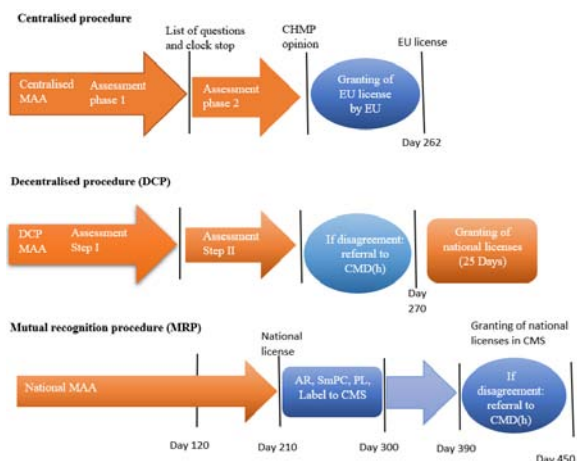 Centralised procedure
List of questions
and clock stop
CHMP
opinion
EU license
Centralised
MAA
Assessment
phase 1
Assessment
phase 2
Granting of
EU license
by EU
Day 262
Decentralised procedure (DCP)
DCP
MAA
Assessment
Step I
Assessment
Step II
If disagreement:
referral to
CMD(h)
Granting of
national licenses
(25 Days)
Day
270
Mutual recognition procedure (MRP)
National
license
Granting of national
licenses in CMS
National MAA
AR, SmPC, PL,
Label to CMS
If
disagreement:
referral to
CMD(h)
Day 120
Day 210
Day 300
Day 390
Day 450